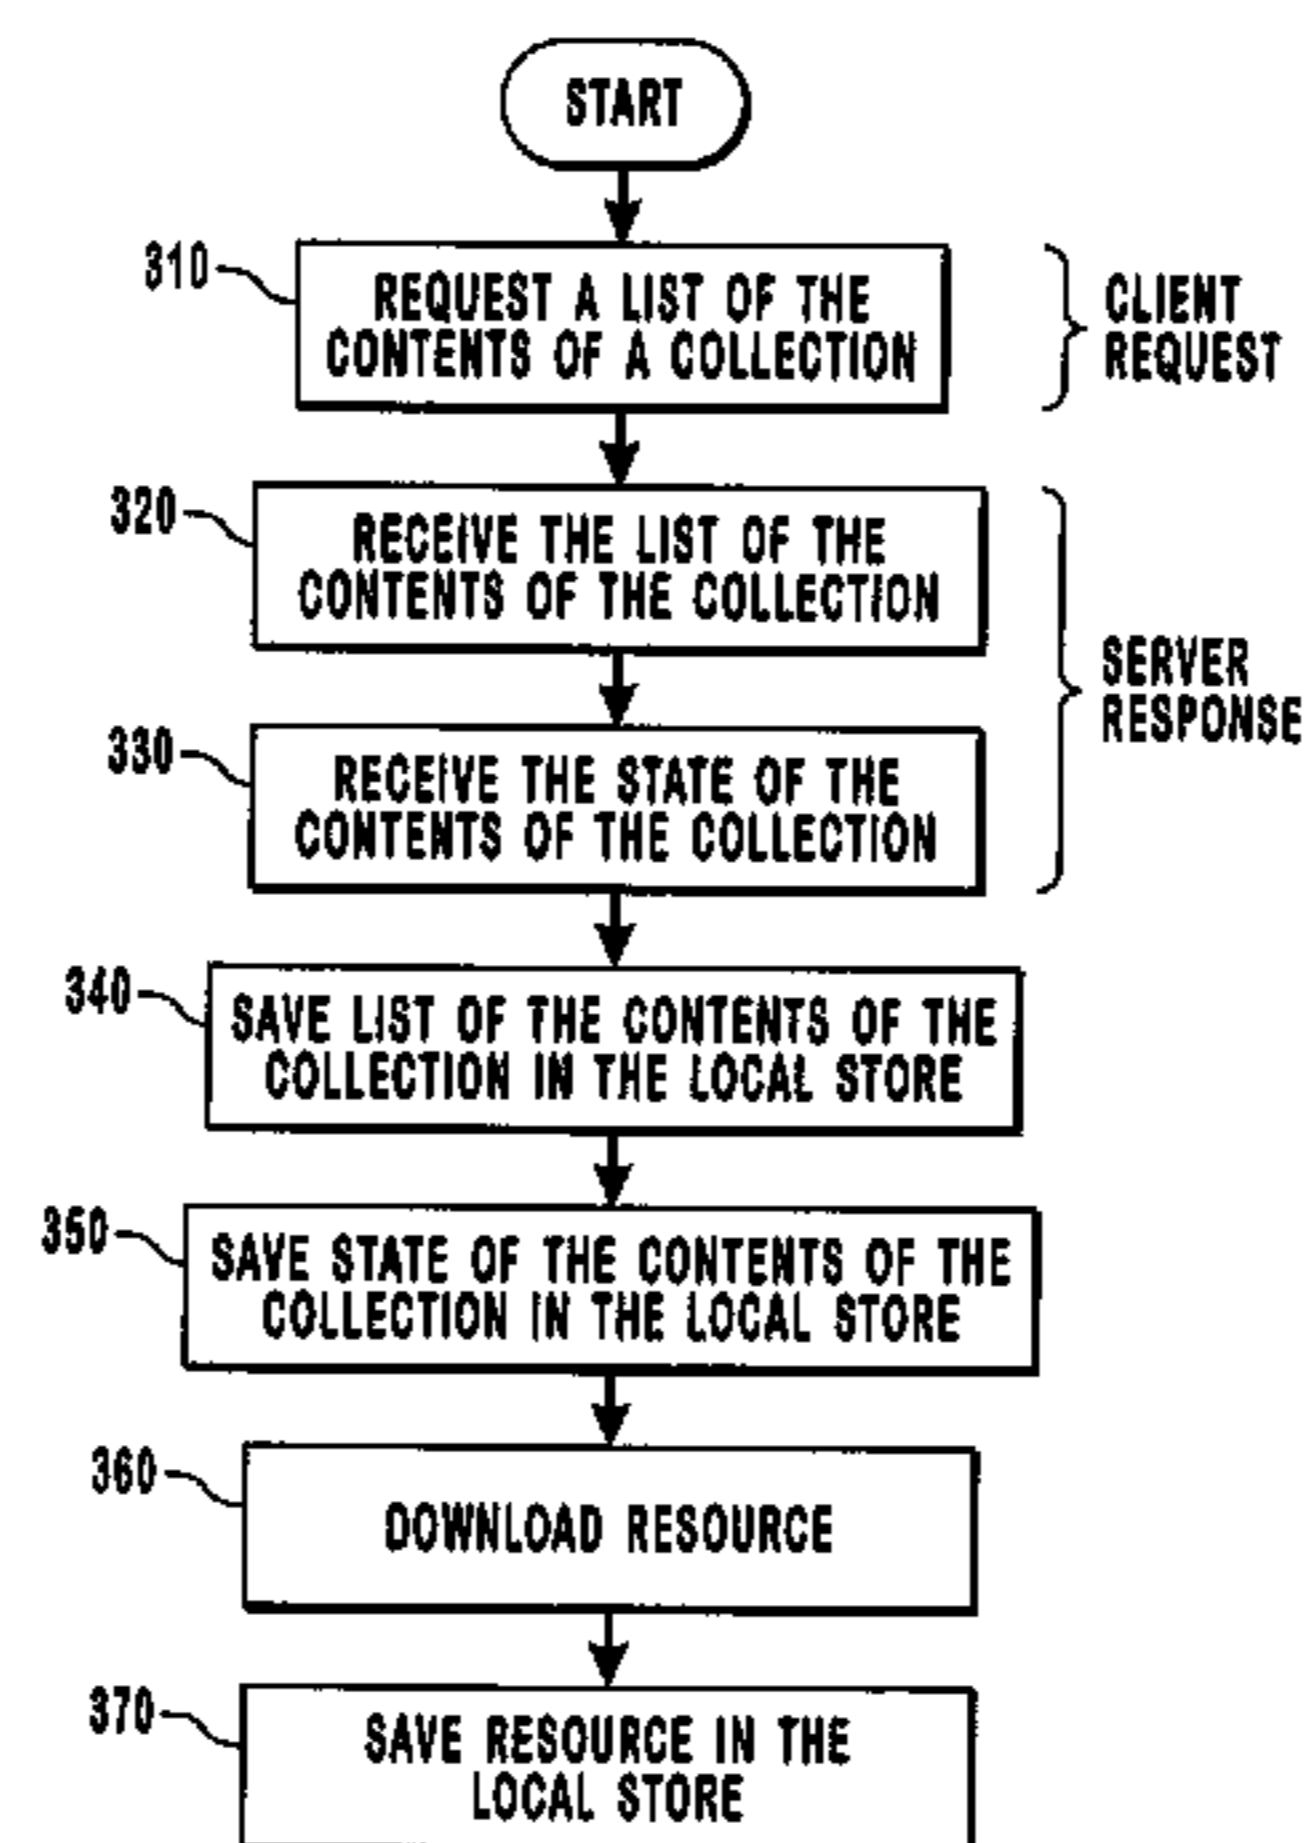 START
310
REQUEST A LIST OF THE
CONTENTS OF A COLLECTION
CLIENT
REQUEST
320
RECEIVE THE LIST OF THE
CONTENTS OF THE COLLECTION
SERVER
RESPONSE
330
RECEIVE THE STATE OF THE
CONTENTS OF THE COLLECTION
340
SAVE LIST OF THE CONTENTS OF THE
COLLECTION IN THE LOCAL STORE
350
SAVE STATE OF THE CONTENTS OF THE
COLLECTION IN THE LOCAL STORE
360
DOWNLOAD RESOURCE
370
SAVE RESOURCE IN THE
LOCAL STORE